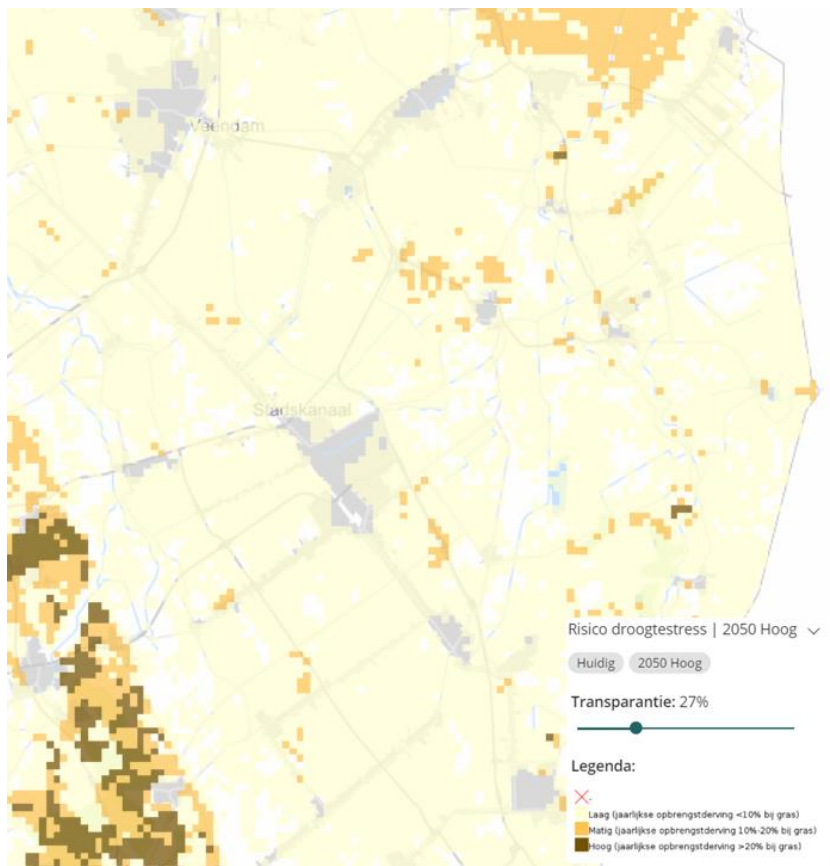 Veendam
Stadskanaal
Risico droogtestress | 2050 Hoog
Huidig
2050 Hoog
Transparantie: 27%
Legenda:
Laag (jaarlijkse opbrengstderving <10% bij gras)
Matig (jaarlijkse opbrengstderving 10%-20% bij gras)
Hoog (jaarlijkse opbrengstderving >20% bij gras)